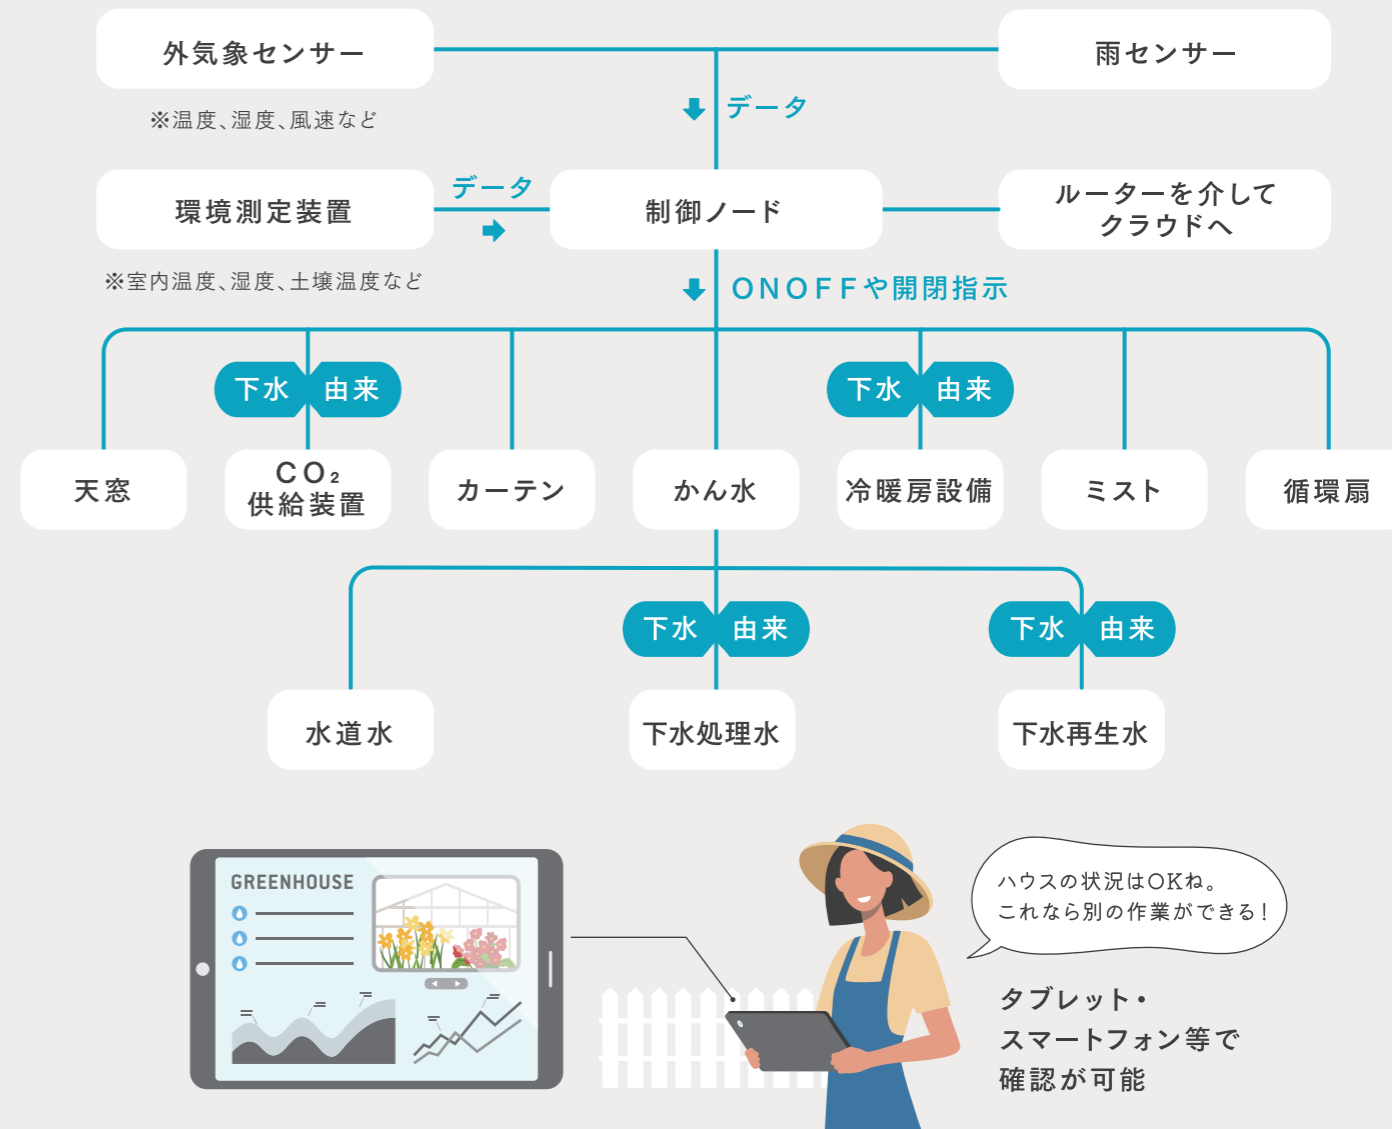 外気象センサー
雨センサー
データ
※温度、湿度、風速など
データ
環境測定装置
制御ノード
ルーターを介して
クラウドへ
※室内温度、湿度、土壌温度など
ONOFFや開閉指示
下水 由来
下水 由来
天窓
CO₂
供給装置
カーテン
かん水
冷暖房設備
ミスト
循環扇
下水 由来
下水 由来
水道水
下水処理水
下水再生水
GREENHOUSE
ハウスの状況はOKね。
これなら別の作業ができる！
タブレット・
スマートフォン等で
確認が可能